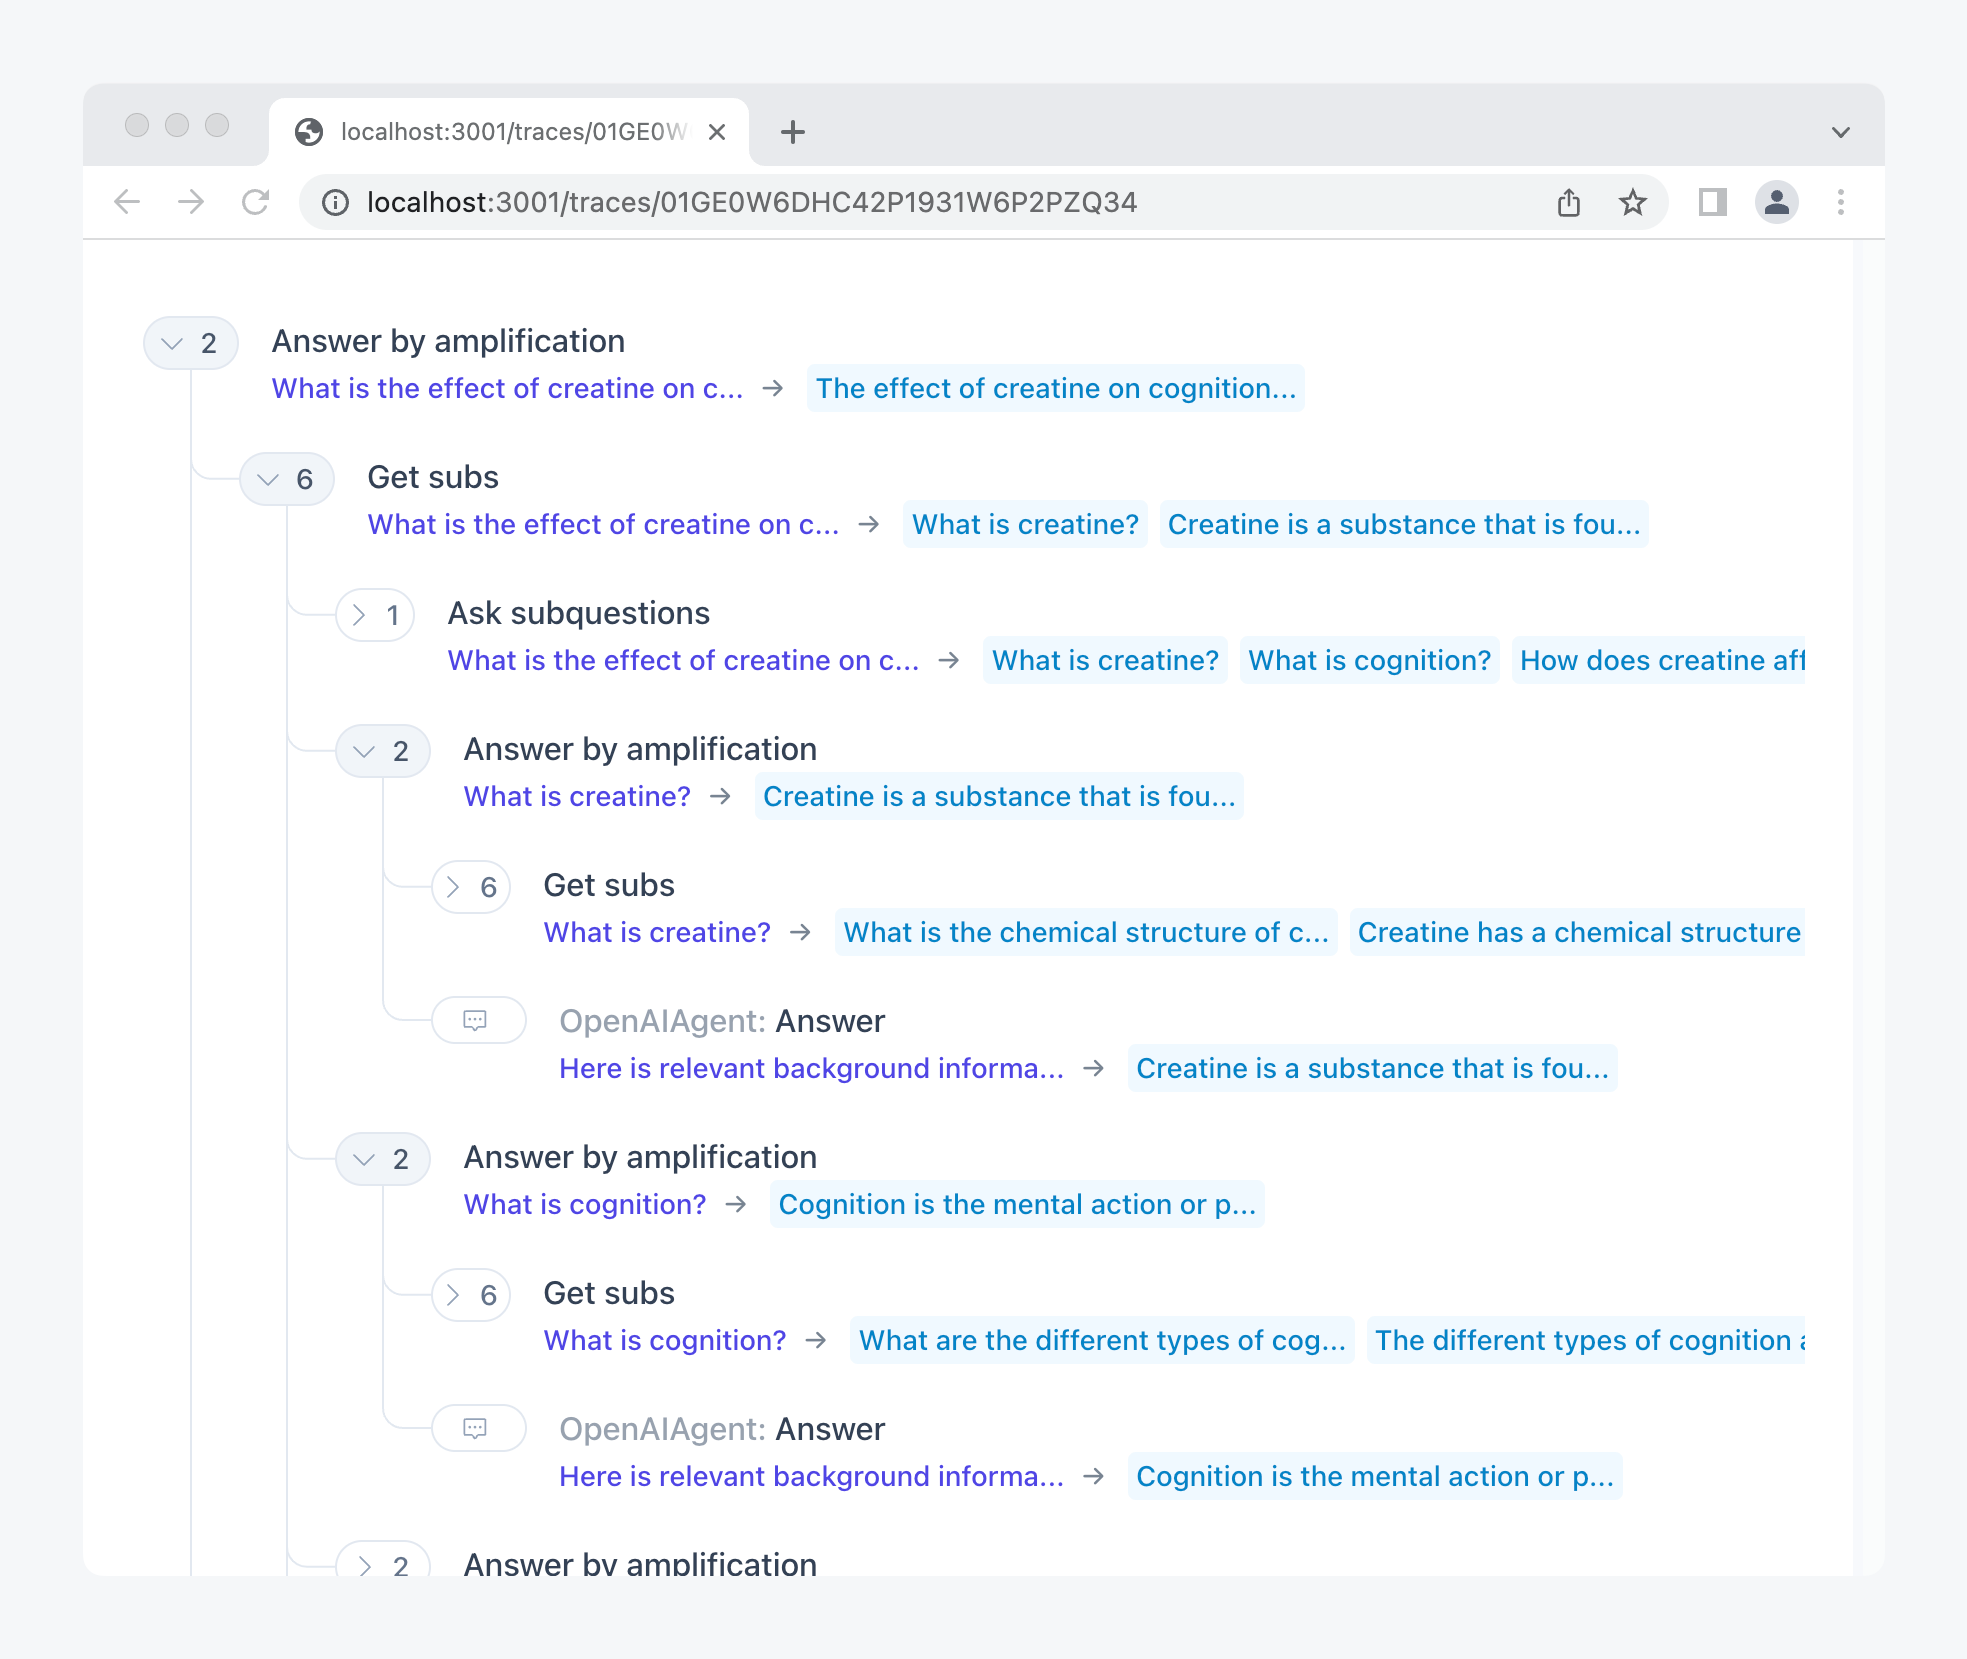 localhost:3001/traces/01GE0W
localhost:3001/traces/01GE0W6DHC42P1931W6P2PZQ34
2 Answer by amplification
What is the effect of creatine on c... → The effect of creatine on cognition...
6 Get subs
What is the effect of creatine on c... → What is creatine? Creatine is a substance that is fou...
1 Ask subquestions
What is the effect of creatine on c... → What is creatine? What is cognition? How does creatine aff
2 Answer by amplification
What is creatine? → Creatine is a substance that is fou...
6 Get subs
What is creatine? → What is the chemical structure of c... Creatine has a chemical structure
OpenAIAgent: Answer
Here is relevant background informa... → Creatine is a substance that is fou...
2 Answer by amplification
What is cognition? → Cognition is the mental action or p...
6 Get subs
What is cognition? → What are the different types of cog... The different types of cognition
OpenAIAgent: Answer
Here is relevant background informa... → Cognition is the mental action or p...
2 Answer by amplification